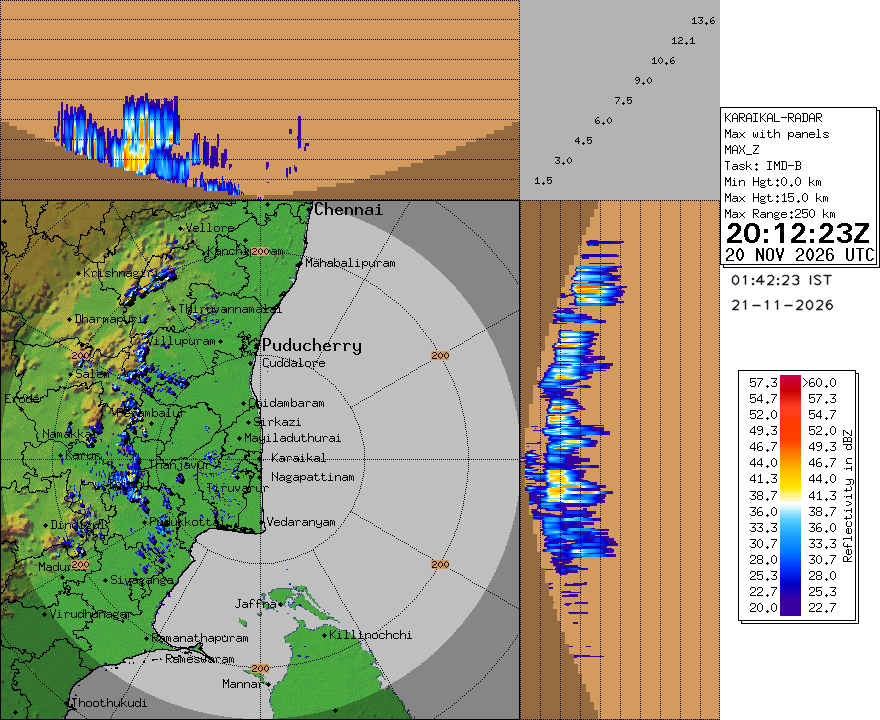 13.6
12.1
10.6
9.0
7.5
6.0
4.5
3.0
1.5
KARAIKAL-RADAR
Max with panels
MAX_Z
Task: IMD-B
Min Hgt:0.0 km
Max Hgt:15.0 km
Max Range:250 km
20:12:23Z
20 NOV 2026 UTC
01:42:23 IST
21-11-2026
Chennai
Vellore
200
Mahabalipuram
Krishnagiri
Thiruvannamalai
Dharmapuri
Villupuram
Puducherry
200
200
Cuddalore
Salem
Erode
Chidambaram
Perambalur
Sirkazi
Namakkal
Mayiladuthurai
Karur
Karaikal
Thanjavur
Nagapattinam
Tiruvarur
Pudukkottai
Vedaranyam
200
200
Sivaganga
Jaffna
Virudhunagar
Killinochchi
Ramanathapuram
Rameswaram
200
Mannar
Thoothukudi
57.3 >60.0
54.7 57.3
52.0 54.7
49.3 52.0
46.7 49.3
44.0 46.7
41.3 44.0
38.7 41.3
36.0 38.7
33.3 36.0
30.7 33.3
28.0 30.7
25.3 28.0
22.7 25.3
20.0 22.7
Reflectivity in dBZ